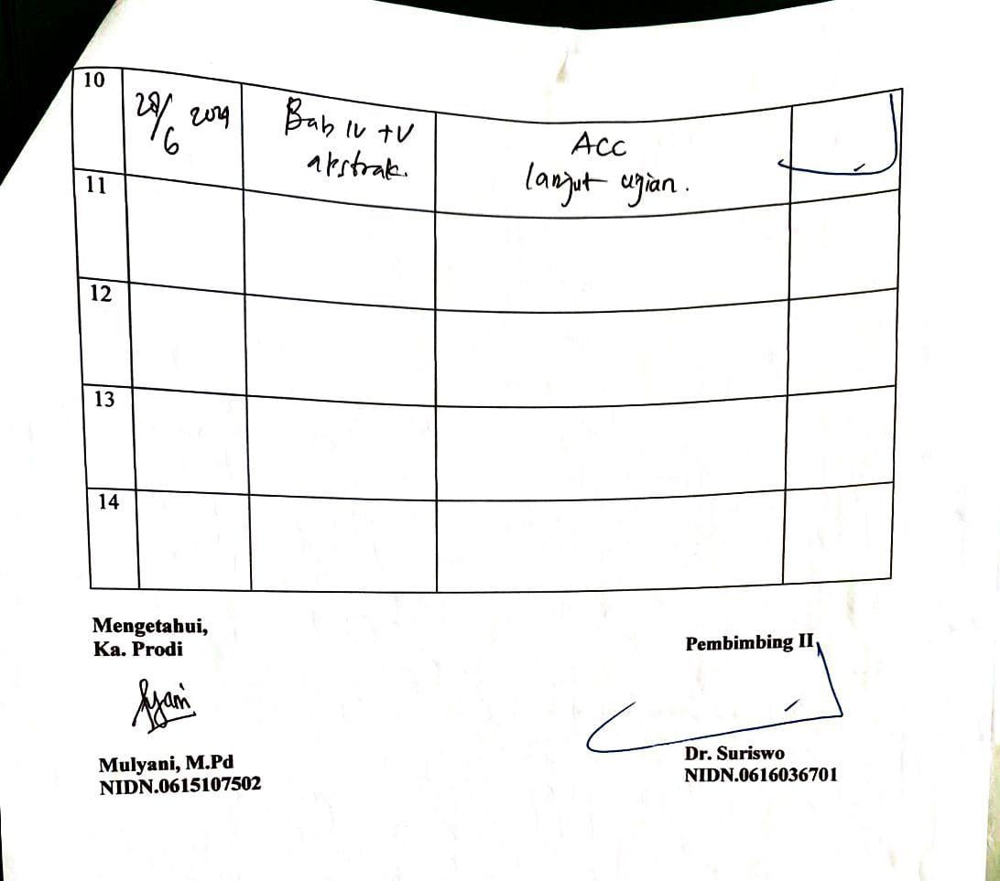 10
28/6 2024
Bab IV + V
abstrak.
Acc
lanjut ujian.
11
12
13
14
Mengetahui,
Ka. Prodi
Pembimbing II,
Mulyani, M.Pd
NIDN.0615107502
Dr. Suriswo
NIDN.0616036701